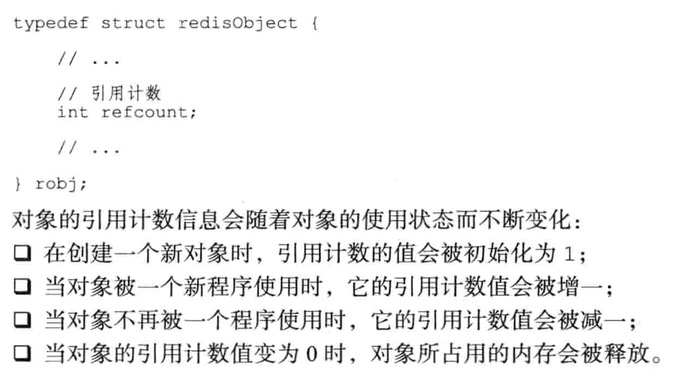 typedef struct redisObject {
// ...
// 引用计数
int refcount;
// ...
} robj;
对象的引用计数信息会随着对象的使用状态而不断变化：
❑ 在创建一个新对象时，引用计数的值会被初始化为 1；
❑ 当对象被一个新程序使用时，它的引用计数值会被增一；
❑ 当对象不再被一个程序使用时，它的引用计数值会被减一；
❑ 当对象的引用计数值变为 0 时，对象所占用的内存会被释放。